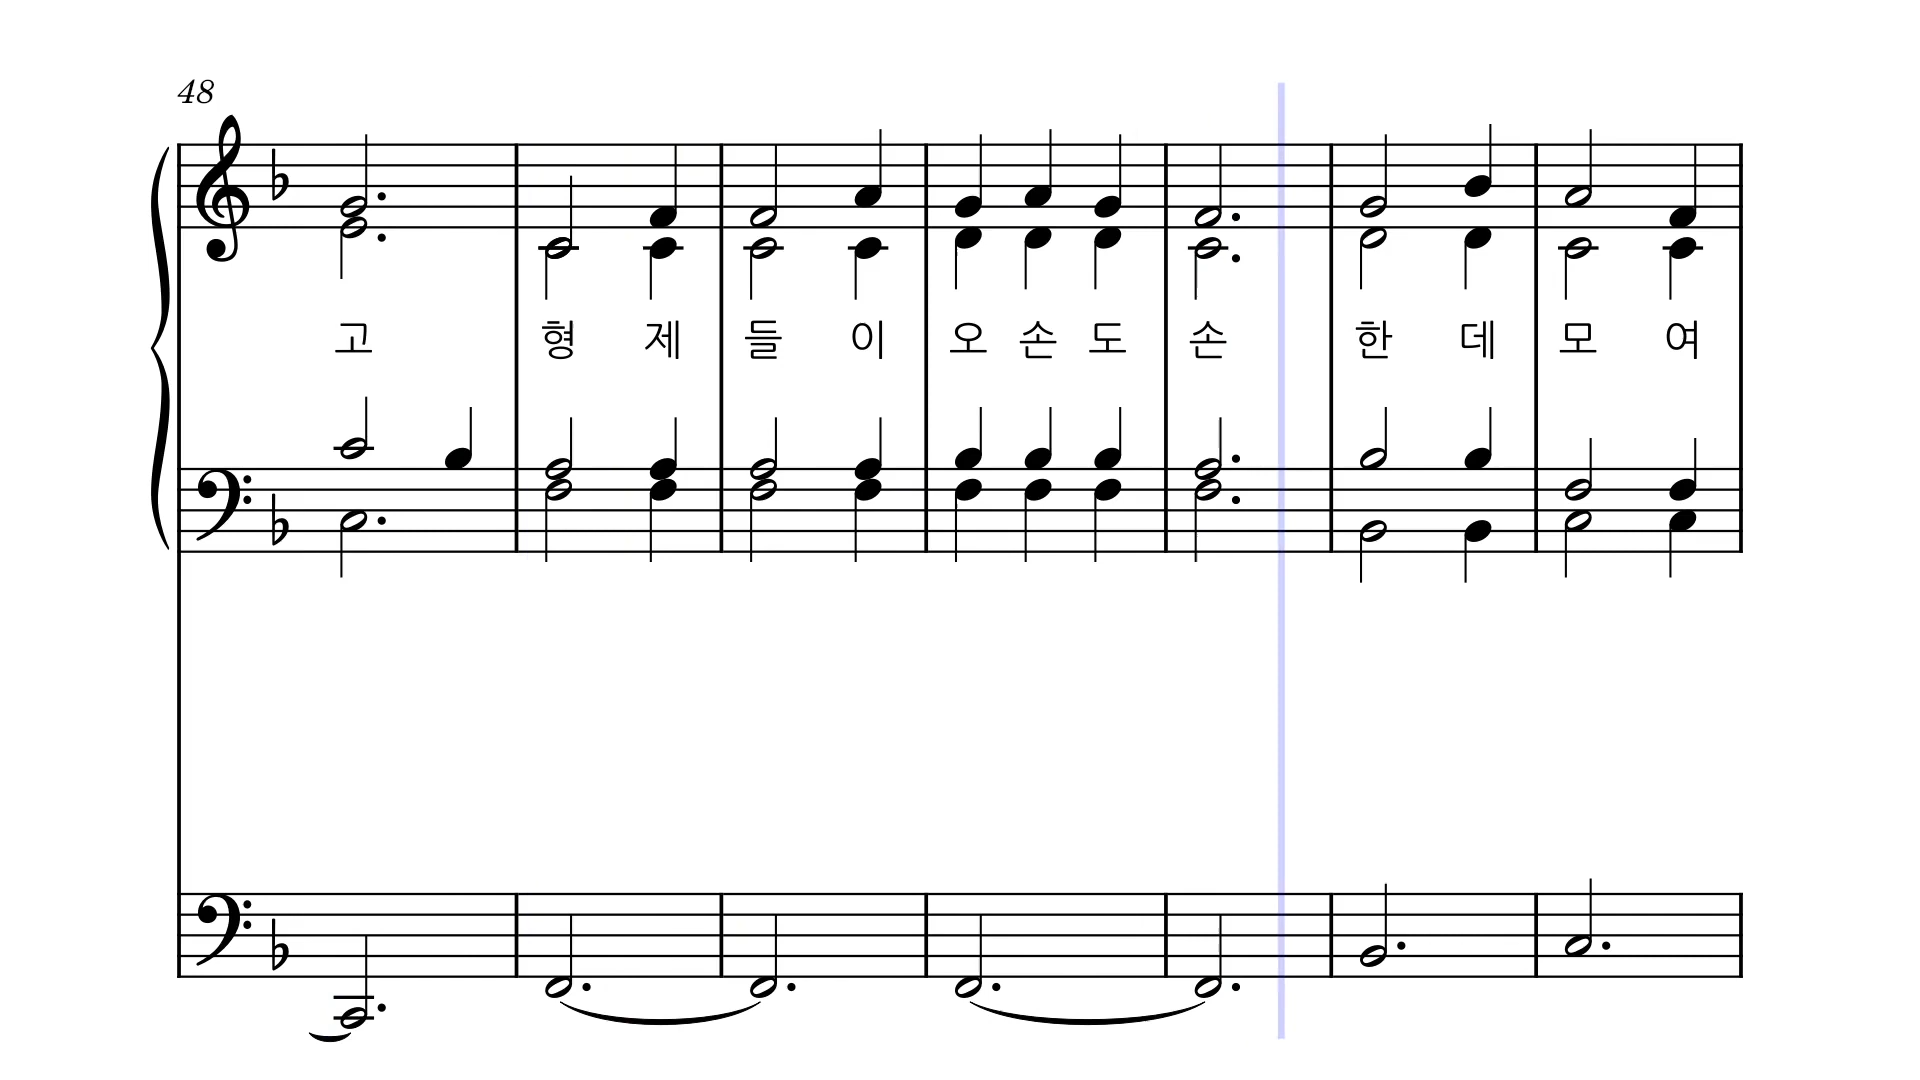 48
고 형 제 들 이 오 손 도 손 한 데 모 여